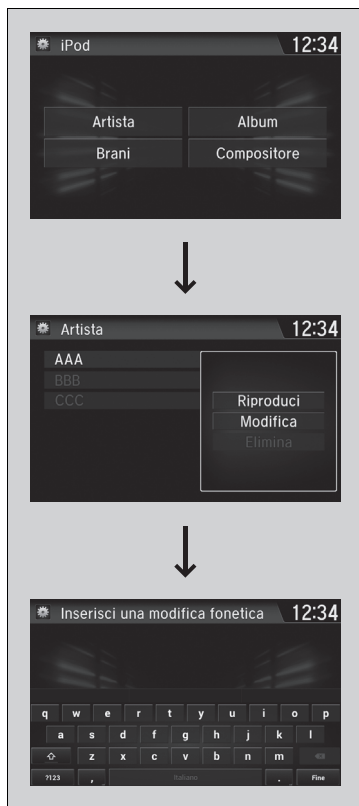 iPod 12:34
Artista Album
Brani Compositore
Artista 12:34
AAA
BBB
CCC
Riproduci
Modifica
Elimina
Inserisci una modifica fonetica 12:34
q w e r t y u i o p
a s d f g h j k l
z x c v b n m
?123 , Italiano . Fine